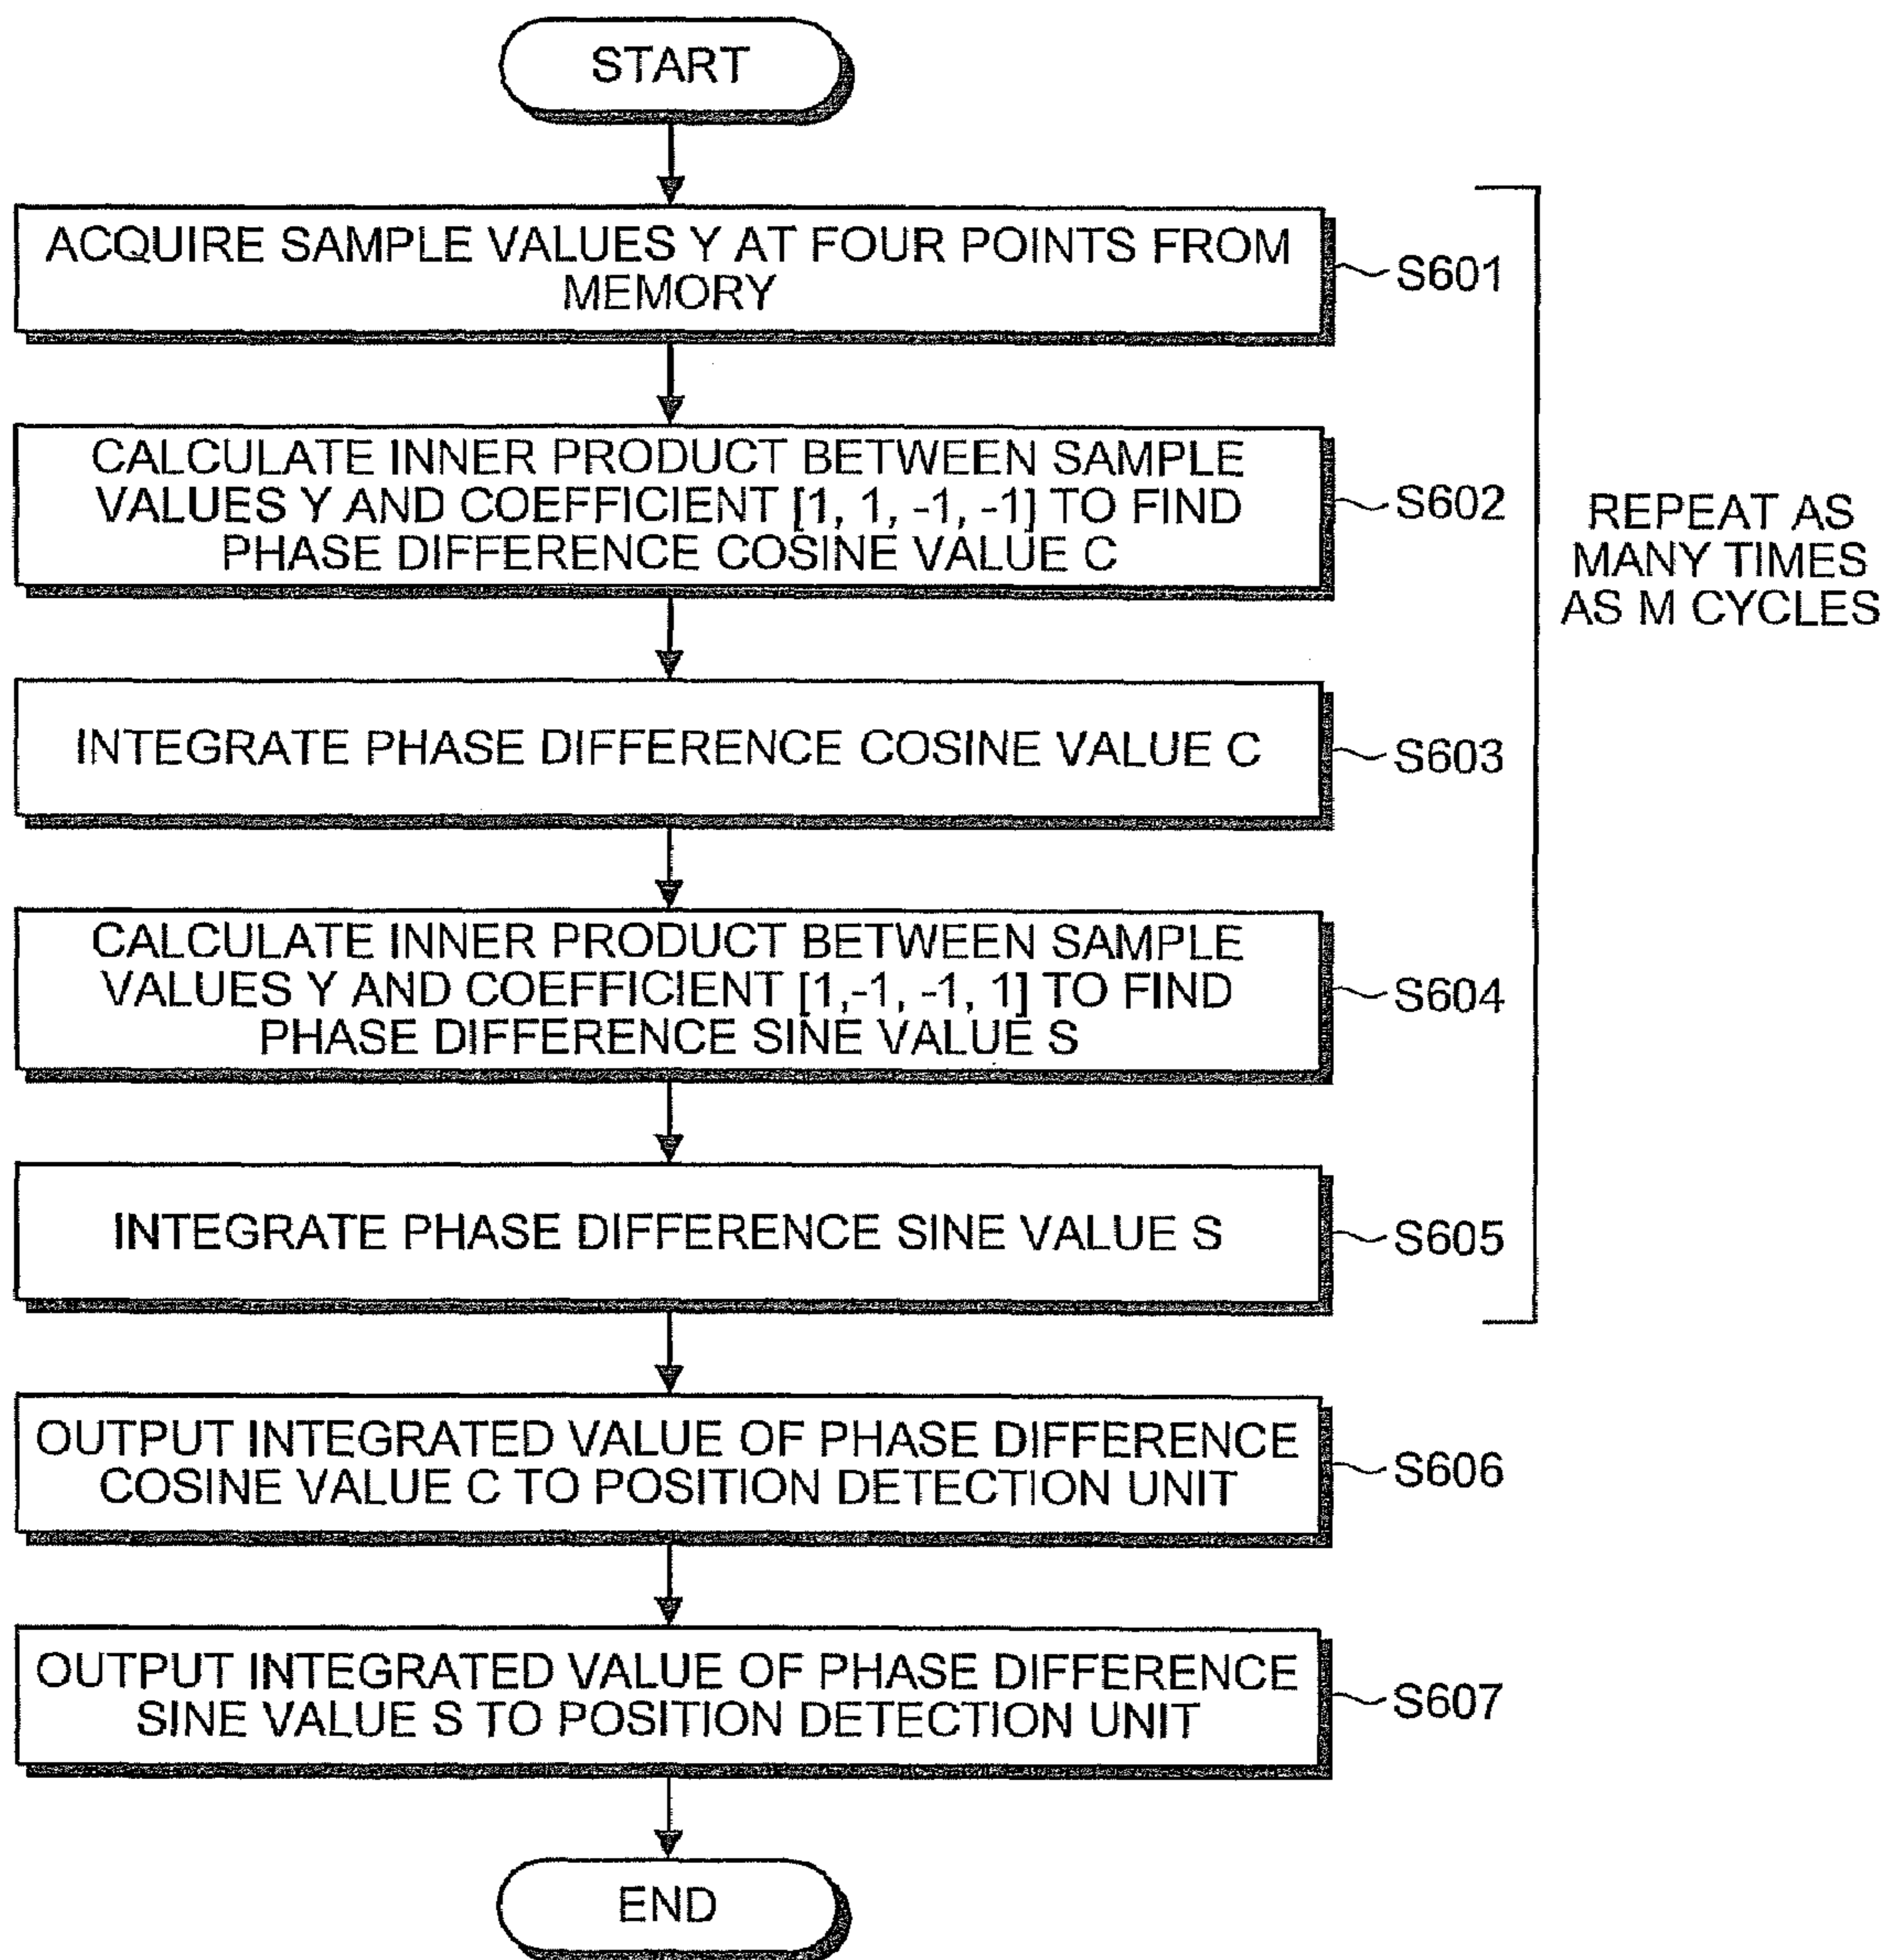 START
ACQUIRE SAMPLE VALUES Y AT FOUR POINTS FROM
MEMORY
S601
CALCULATE INNER PRODUCT BETWEEN SAMPLE
VALUES Y AND COEFFICIENT [1, 1, -1, -1] TO FIND
PHASE DIFFERENCE COSINE VALUE C
S602
REPEAT AS
MANY TIMES
AS M CYCLES
INTEGRATE PHASE DIFFERENCE COSINE VALUE C
S603
CALCULATE INNER PRODUCT BETWEEN SAMPLE
VALUES Y AND COEFFICIENT [1,-1, -1, 1] TO FIND
PHASE DIFFERENCE SINE VALUE S
S604
INTEGRATE PHASE DIFFERENCE SINE VALUE S
S605
OUTPUT INTEGRATED VALUE OF PHASE DIFFERENCE
COSINE VALUE C TO POSITION DETECTION UNIT
S606
OUTPUT INTEGRATED VALUE OF PHASE DIFFERENCE
SINE VALUE S TO POSITION DETECTION UNIT
S607
END